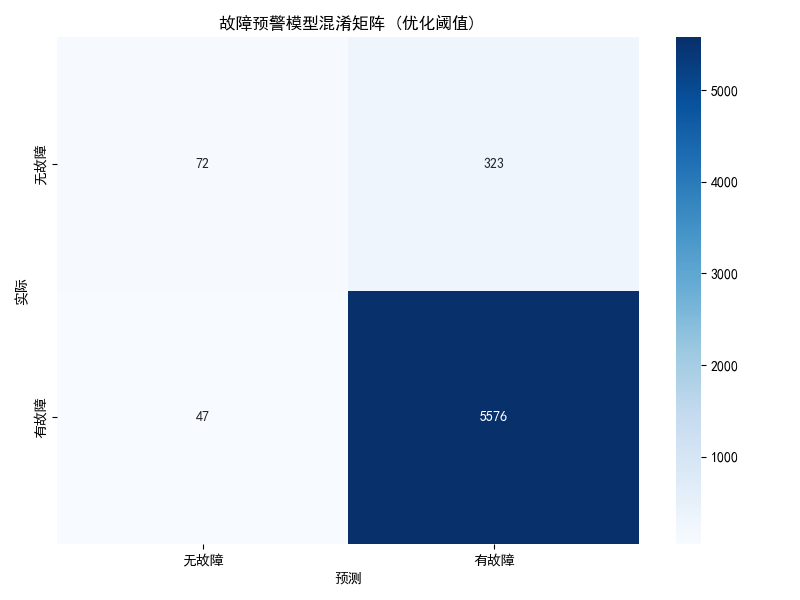 故障预警模型混淆矩阵（优化阈值）
无故障
72
323
实际
有故障
47
5576
无故障
有故障
预测
5000
4000
3000
2000
1000